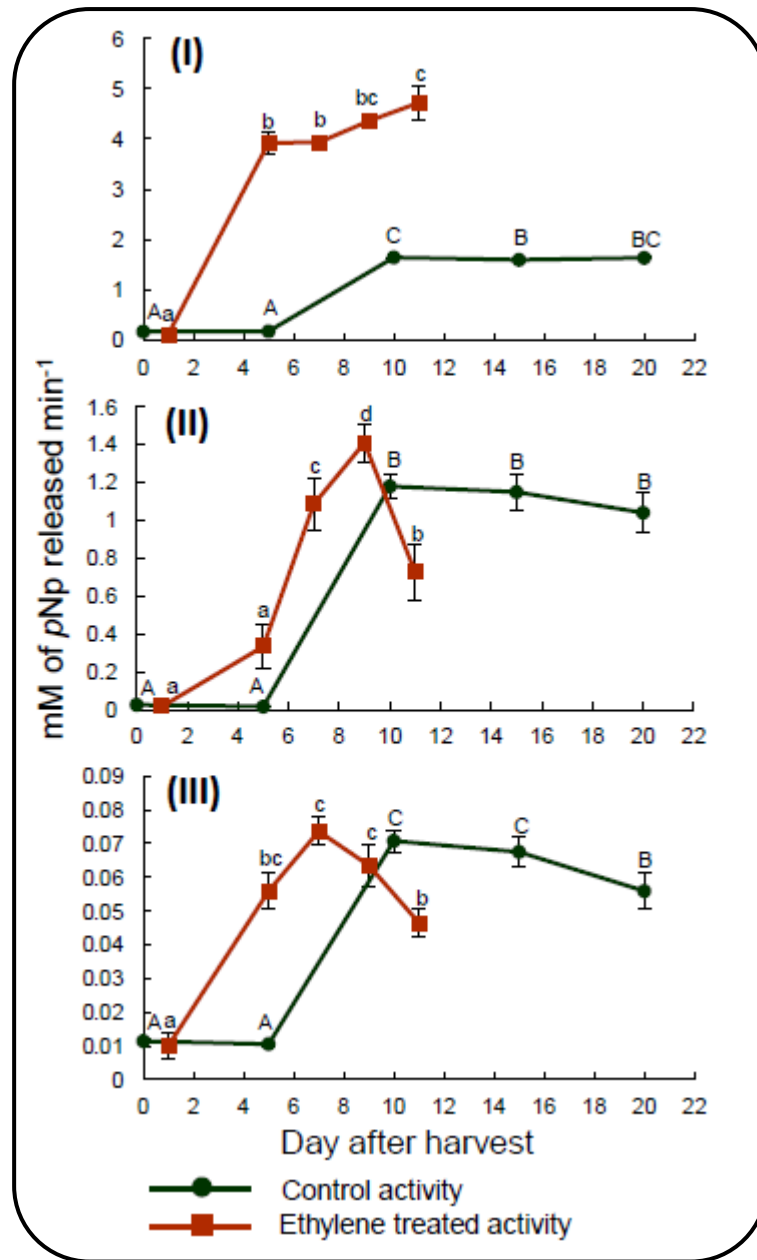 (I)
6
5
4
3
2
1
0
A a b b bc c
A C B BC
0 2 4 6 8 10 12 14 16 18 20 22
(II)
1.6
1.4
1.2
1
0.8
0.6
0.4
0.2
0
A a a c d b
A B B B
0 2 4 6 8 10 12 14 16 18 20 22
mM of pNp released min⁻¹
(III)
0.09
0.08
0.07
0.06
0.05
0.04
0.03
0.02
0.01
0
A a bc c c b
A C C B
0 2 4 6 8 10 12 14 16 18 20 22
Day after harvest
Control activity
Ethylene treated activity